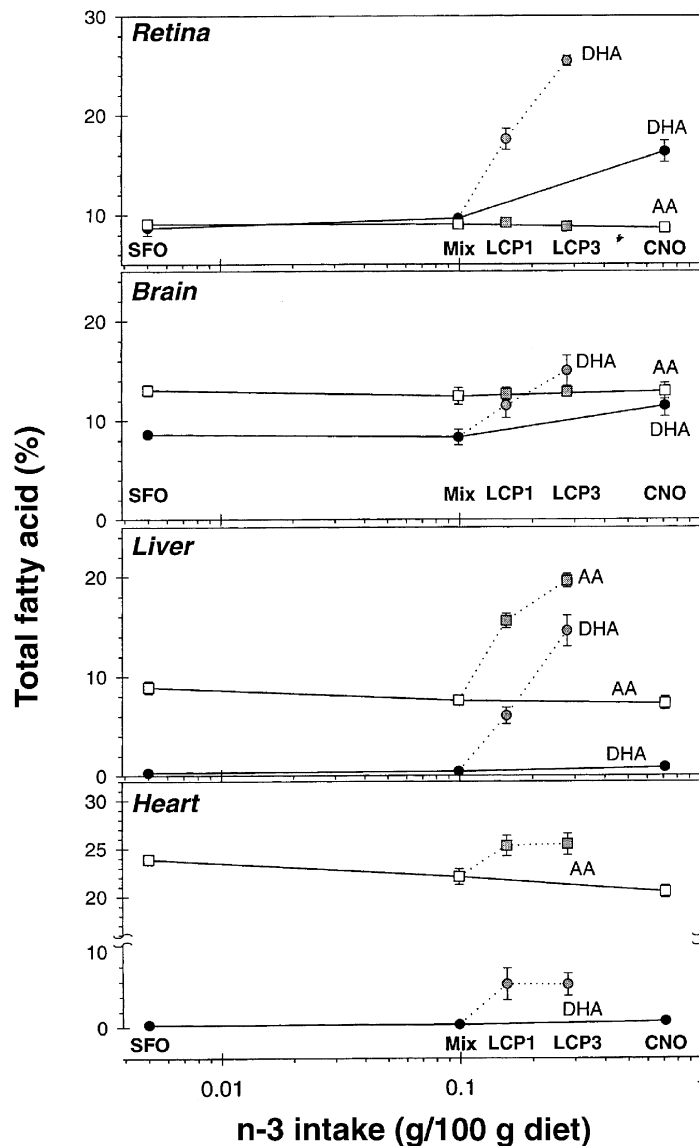 Total fatty acid (%)
Retina
30
20
10
DHA
DHA
AA
SFO Mix LCP1 LCP3 CNO
Brain
20
10
0
DHA
AA
DHA
SFO Mix LCP1 LCP3 CNO
Liver
20
10
0
AA
DHA
AA
DHA
Heart
30
25
20
10
0
AA
DHA
SFO Mix LCP1 LCP3 CNO
0.01 0.1 1
n-3 intake (g/100 g diet)